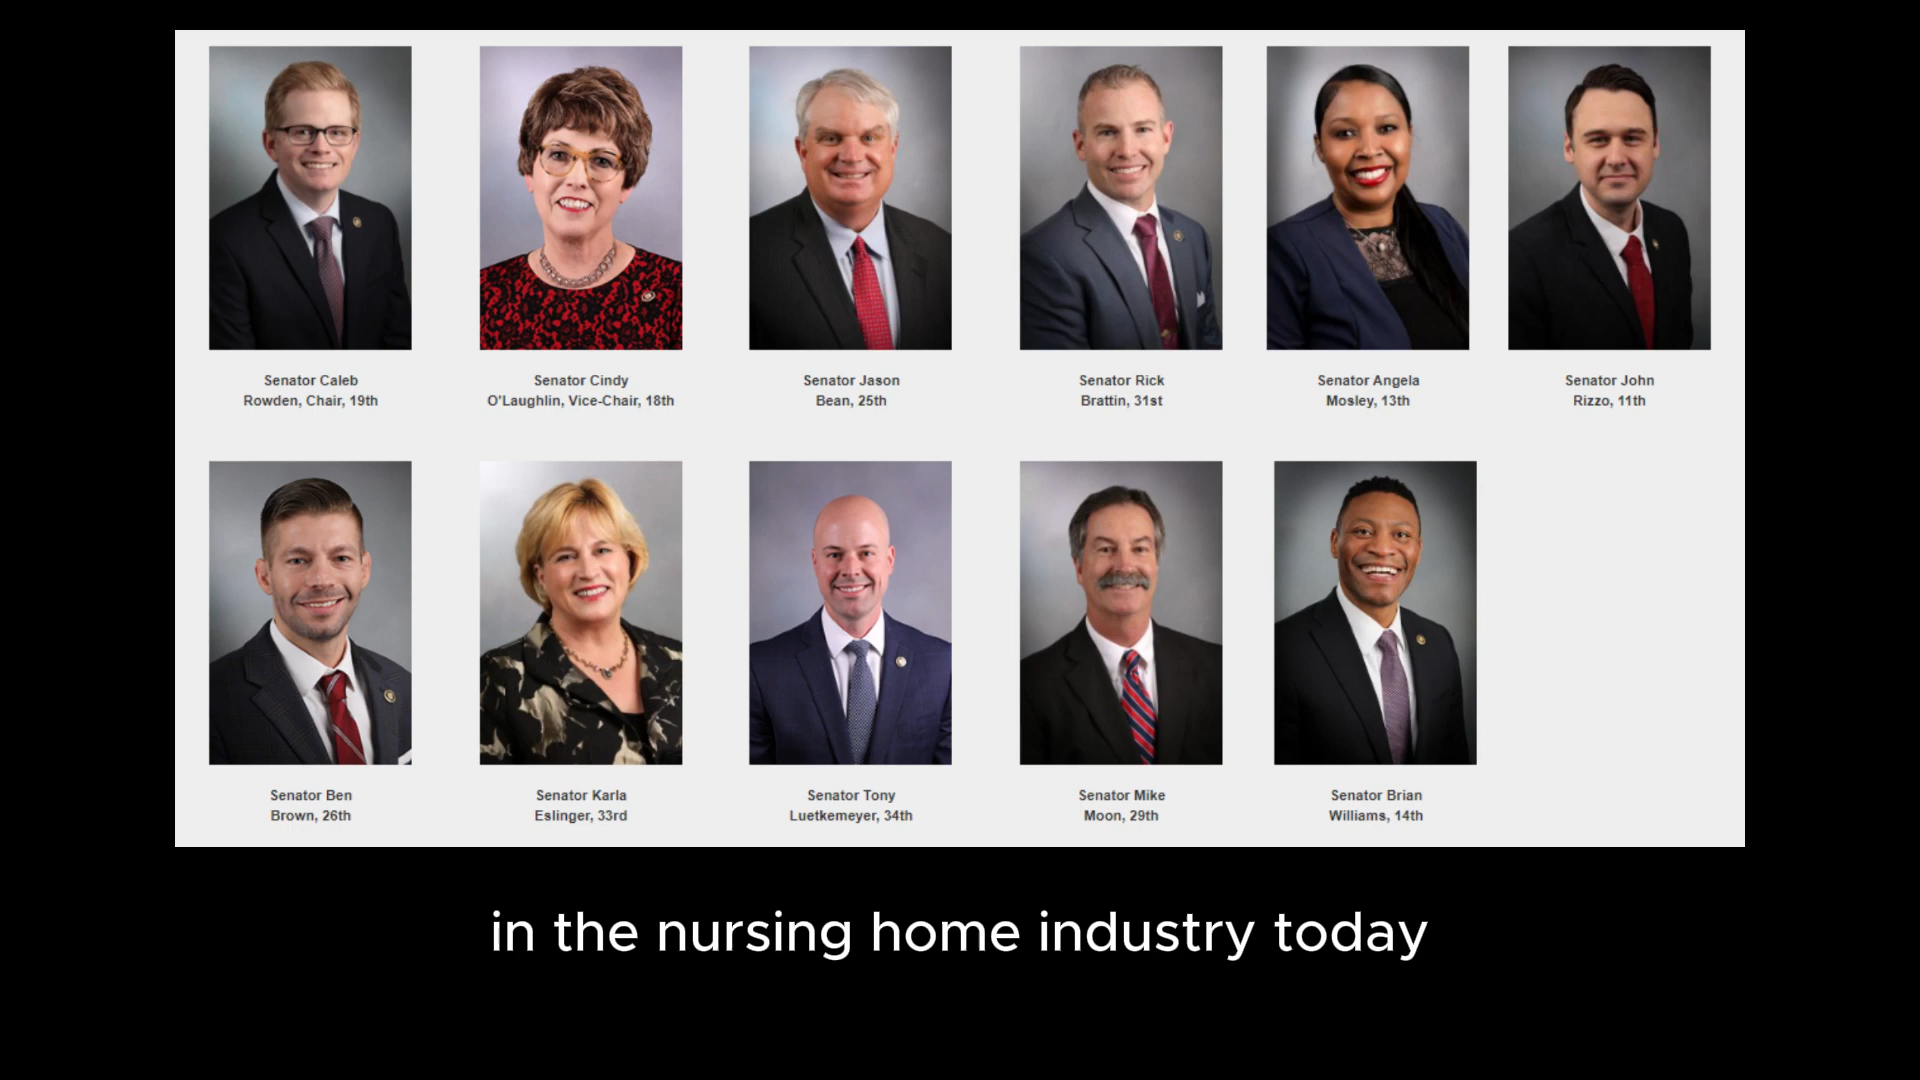 Senator Caleb
Rowden, Chair, 19th
Senator Cindy
O'Laughlin, Vice-Chair, 18th
Senator Jason
Bean, 25th
Senator Rick
Brattin, 31st
Senator Angela
Mosley, 13th
Senator John
Rizzo, 11th
Senator Ben
Brown, 26th
Senator Karla
Eslinger, 33rd
Senator Tony
Luetkemeyer, 34th
Senator Mike
Moon, 29th
Senator Brian
Williams, 14th
in the nursing home industry today